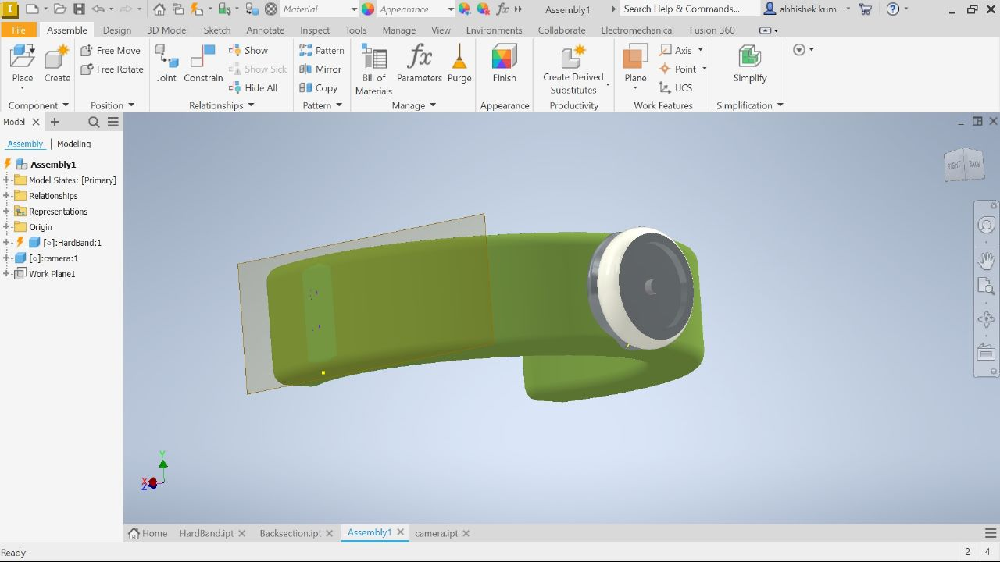 I Material Appearance fx Assembly1 Search Help & Commands... abhishek.kum...
File Assemble Design 3D Model Sketch Annotate Inspect Tools Manage View Environments Collaborate Electromechanical Fusion 360
Place Create Free Move Free Rotate
Component Position
Joint Constrain Show Show Sick Hide All
Relationships
Pattern Mirror Copy
Pattern
Bill of Materials fx Parameters Purge
Manage
Finish
Appearance
Create Derived Substitutes
Productivity
Plane Axis Point UCS
Work Features
Simplify
Simplification
Model
Assembly | Modeling
Assembly1
Model States: [Primary]
Relationships
Representations
Origin
[○]:HardBand:1
[○]:camera:1
Work Plane1
RIGHT BACK
Y
X
Z
Home HardBand.ipt Backsection.ipt Assembly1 camera.ipt
Ready 2 4